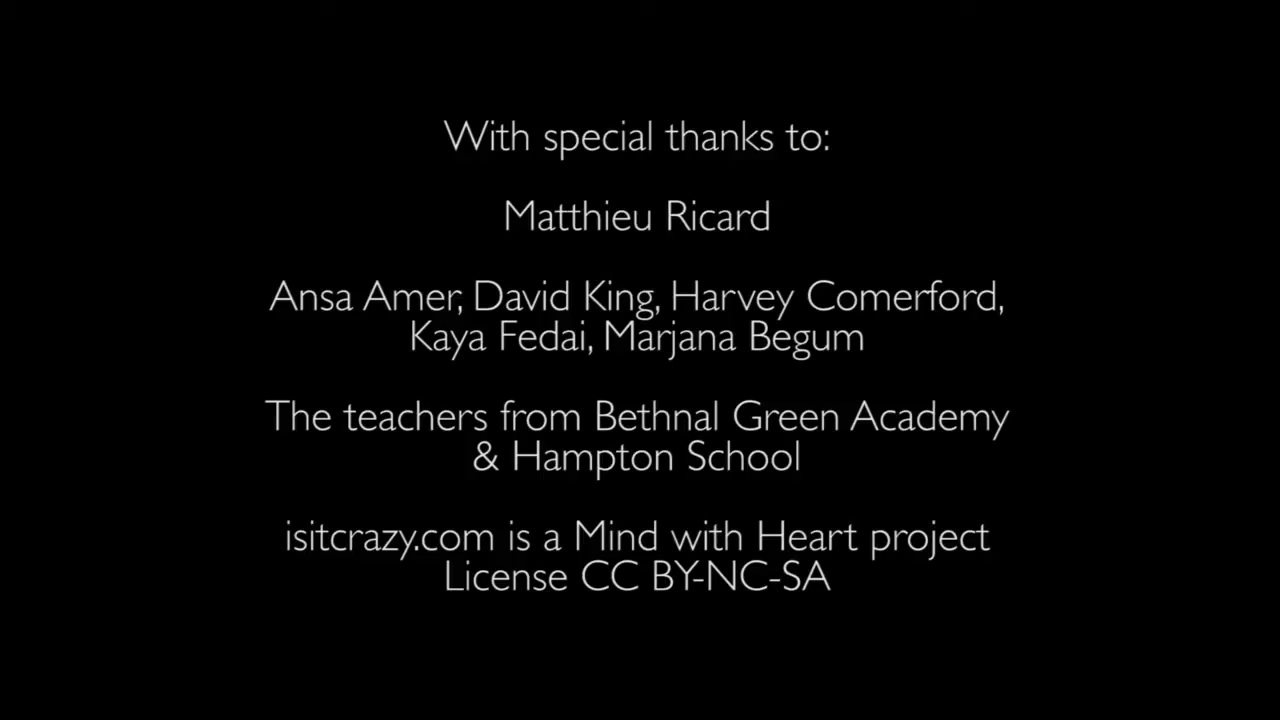 With special thanks to:
Matthieu Ricard
Ansa Amer, David King, Harvey Comerford,
Kaya Fedai, Marjana Begum
The teachers from Bethnal Green Academy
& Hampton School
isitcrazy.com is a Mind with Heart project
License CC BY-NC-SA